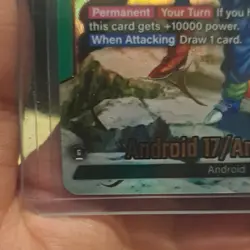 Permanent Your Turn If you h
this card gets +10000 power.
When Attacking Draw 1 card.
Android 17/An
Android